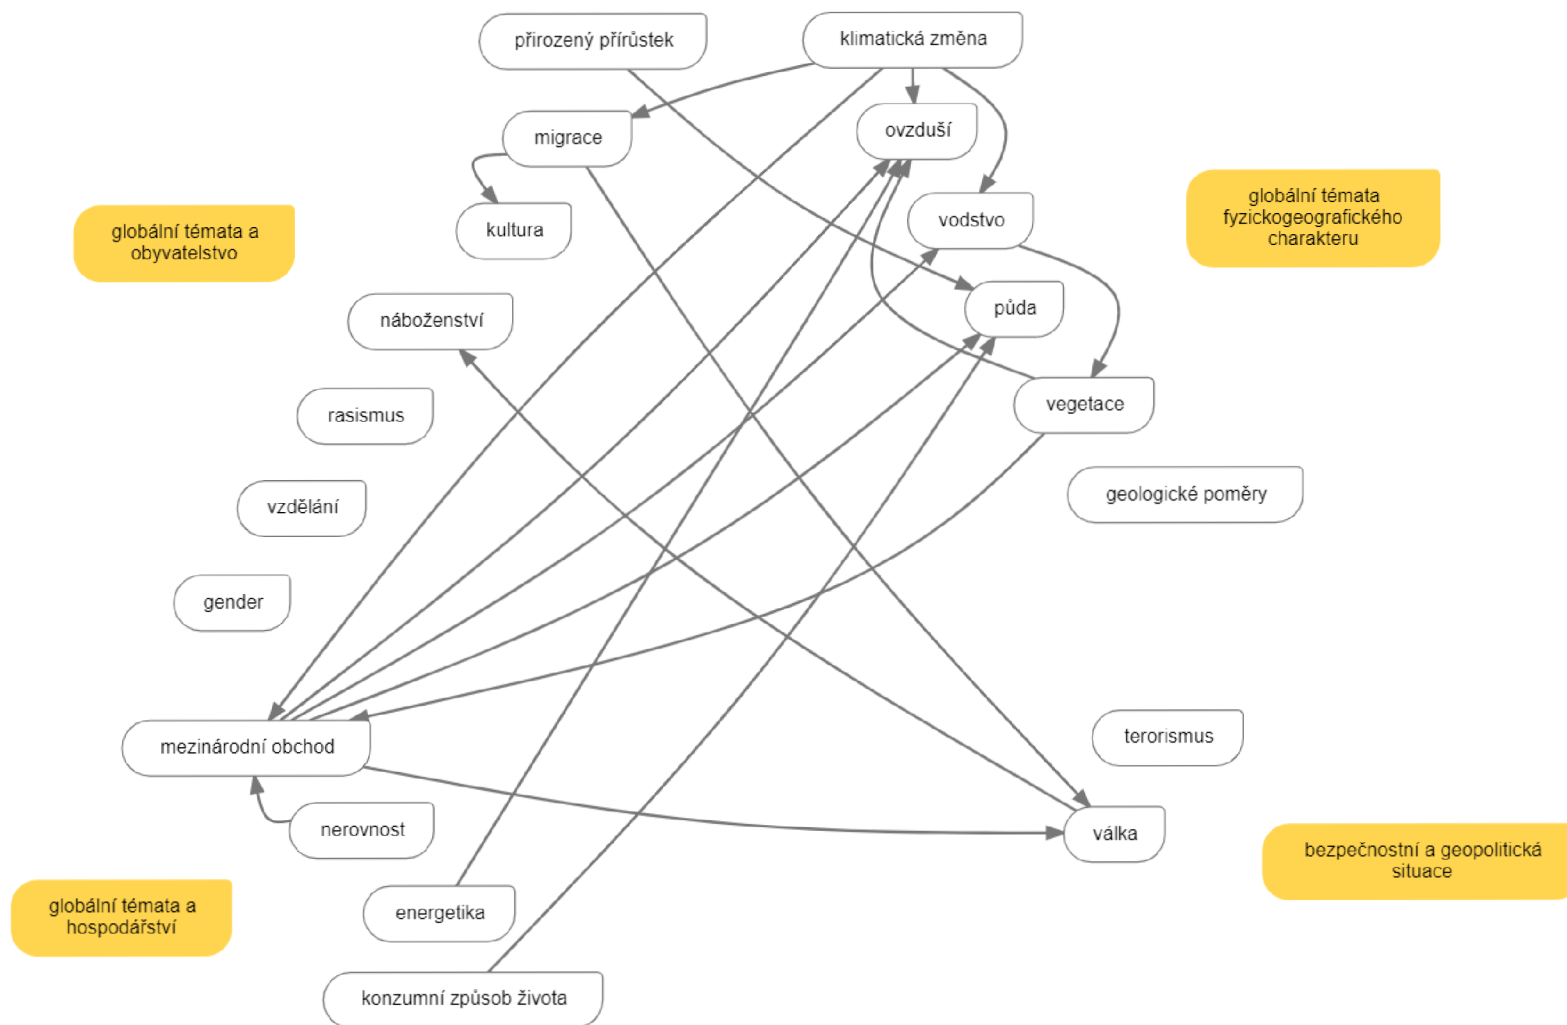 přirozený přírůstek
klimatická změna
migrace
ovzduší
kultura
vodstvo
globální témata a
obyvatelstvo
globální témata
fyzickogeografického
charakteru
náboženství
půda
rasismus
vegetace
vzdělání
geologické poměry
gender
mezinárodní obchod
terorismus
nerovnost
válka
bezpečnostní a geopolitická
situace
globální témata a
hospodářství
energetika
konzumní způsob života